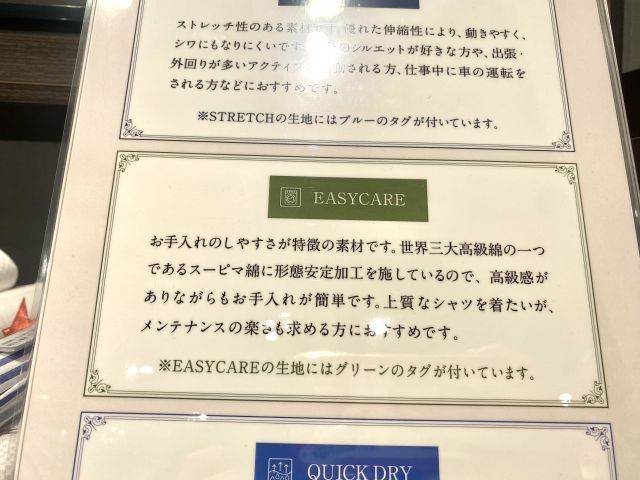 ストレッチ性のある素材です。優れた伸縮性により、動きやすく、
シワにもなりにくいです。のシルエットが好きな方や、出張・
外回りが多いアクティブ動される方、仕事中に車の運転を
される方などにおすすめです。
※STRETCHの生地にはブルーのタグが付いています。
EASYCARE
お手入れのしやすさが特徴の素材です。世界三大高級綿の一つ
であるスーピマ綿に形態安定加工を施しているので、高級感が
ありながらもお手入れが簡単です。上質なシャツを着たいが、
メンテナンスの楽さも求める方におすすめです。
※EASYCAREの生地にはグリーンのタグが付いています。
QUICK DRY